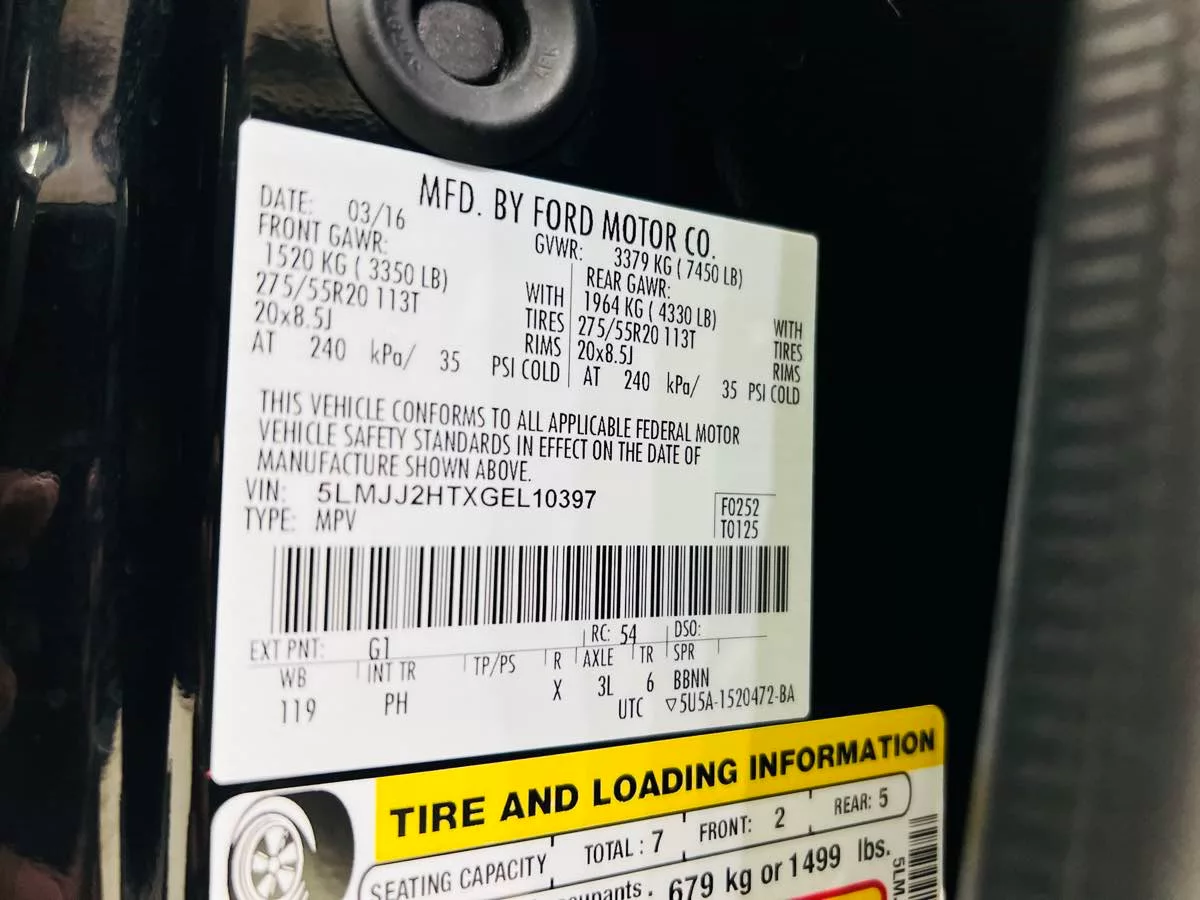 MFD. BY FORD MOTOR CO.
DATE: 03/16
GVWR: 3379 KG ( 7450 LB)
FRONT GAWR:
1520 KG ( 3350 LB) WITH
275/55R20 113T TIRES
20x8.5J RIMS
AT 240 kPa/ 35 PSI COLD
REAR GAWR:
1964 KG ( 4330 LB) WITH
275/55R20 113T TIRES
20x8.5J RIMS
AT 240 kPa/ 35 PSI COLD
THIS VEHICLE CONFORMS TO ALL APPLICABLE FEDERAL MOTOR
VEHICLE SAFETY STANDARDS IN EFFECT ON THE DATE OF
MANUFACTURE SHOWN ABOVE.
VIN: 5LMJJ2HTXGEL10397
TYPE: MPV
F0252
T0125
EXT PNT: G1 RC: 54 DSO:
WB INT TR TP/PS R AXLE TR SPR
119 PH X 3L 6 BBNN
UTC ▽5U5A-1520472-BA
TIRE AND LOADING INFORMATION
SEATING CAPACITY TOTAL : 7 FRONT: 2 REAR: 5
679 kg or 1499 lbs.
5LM